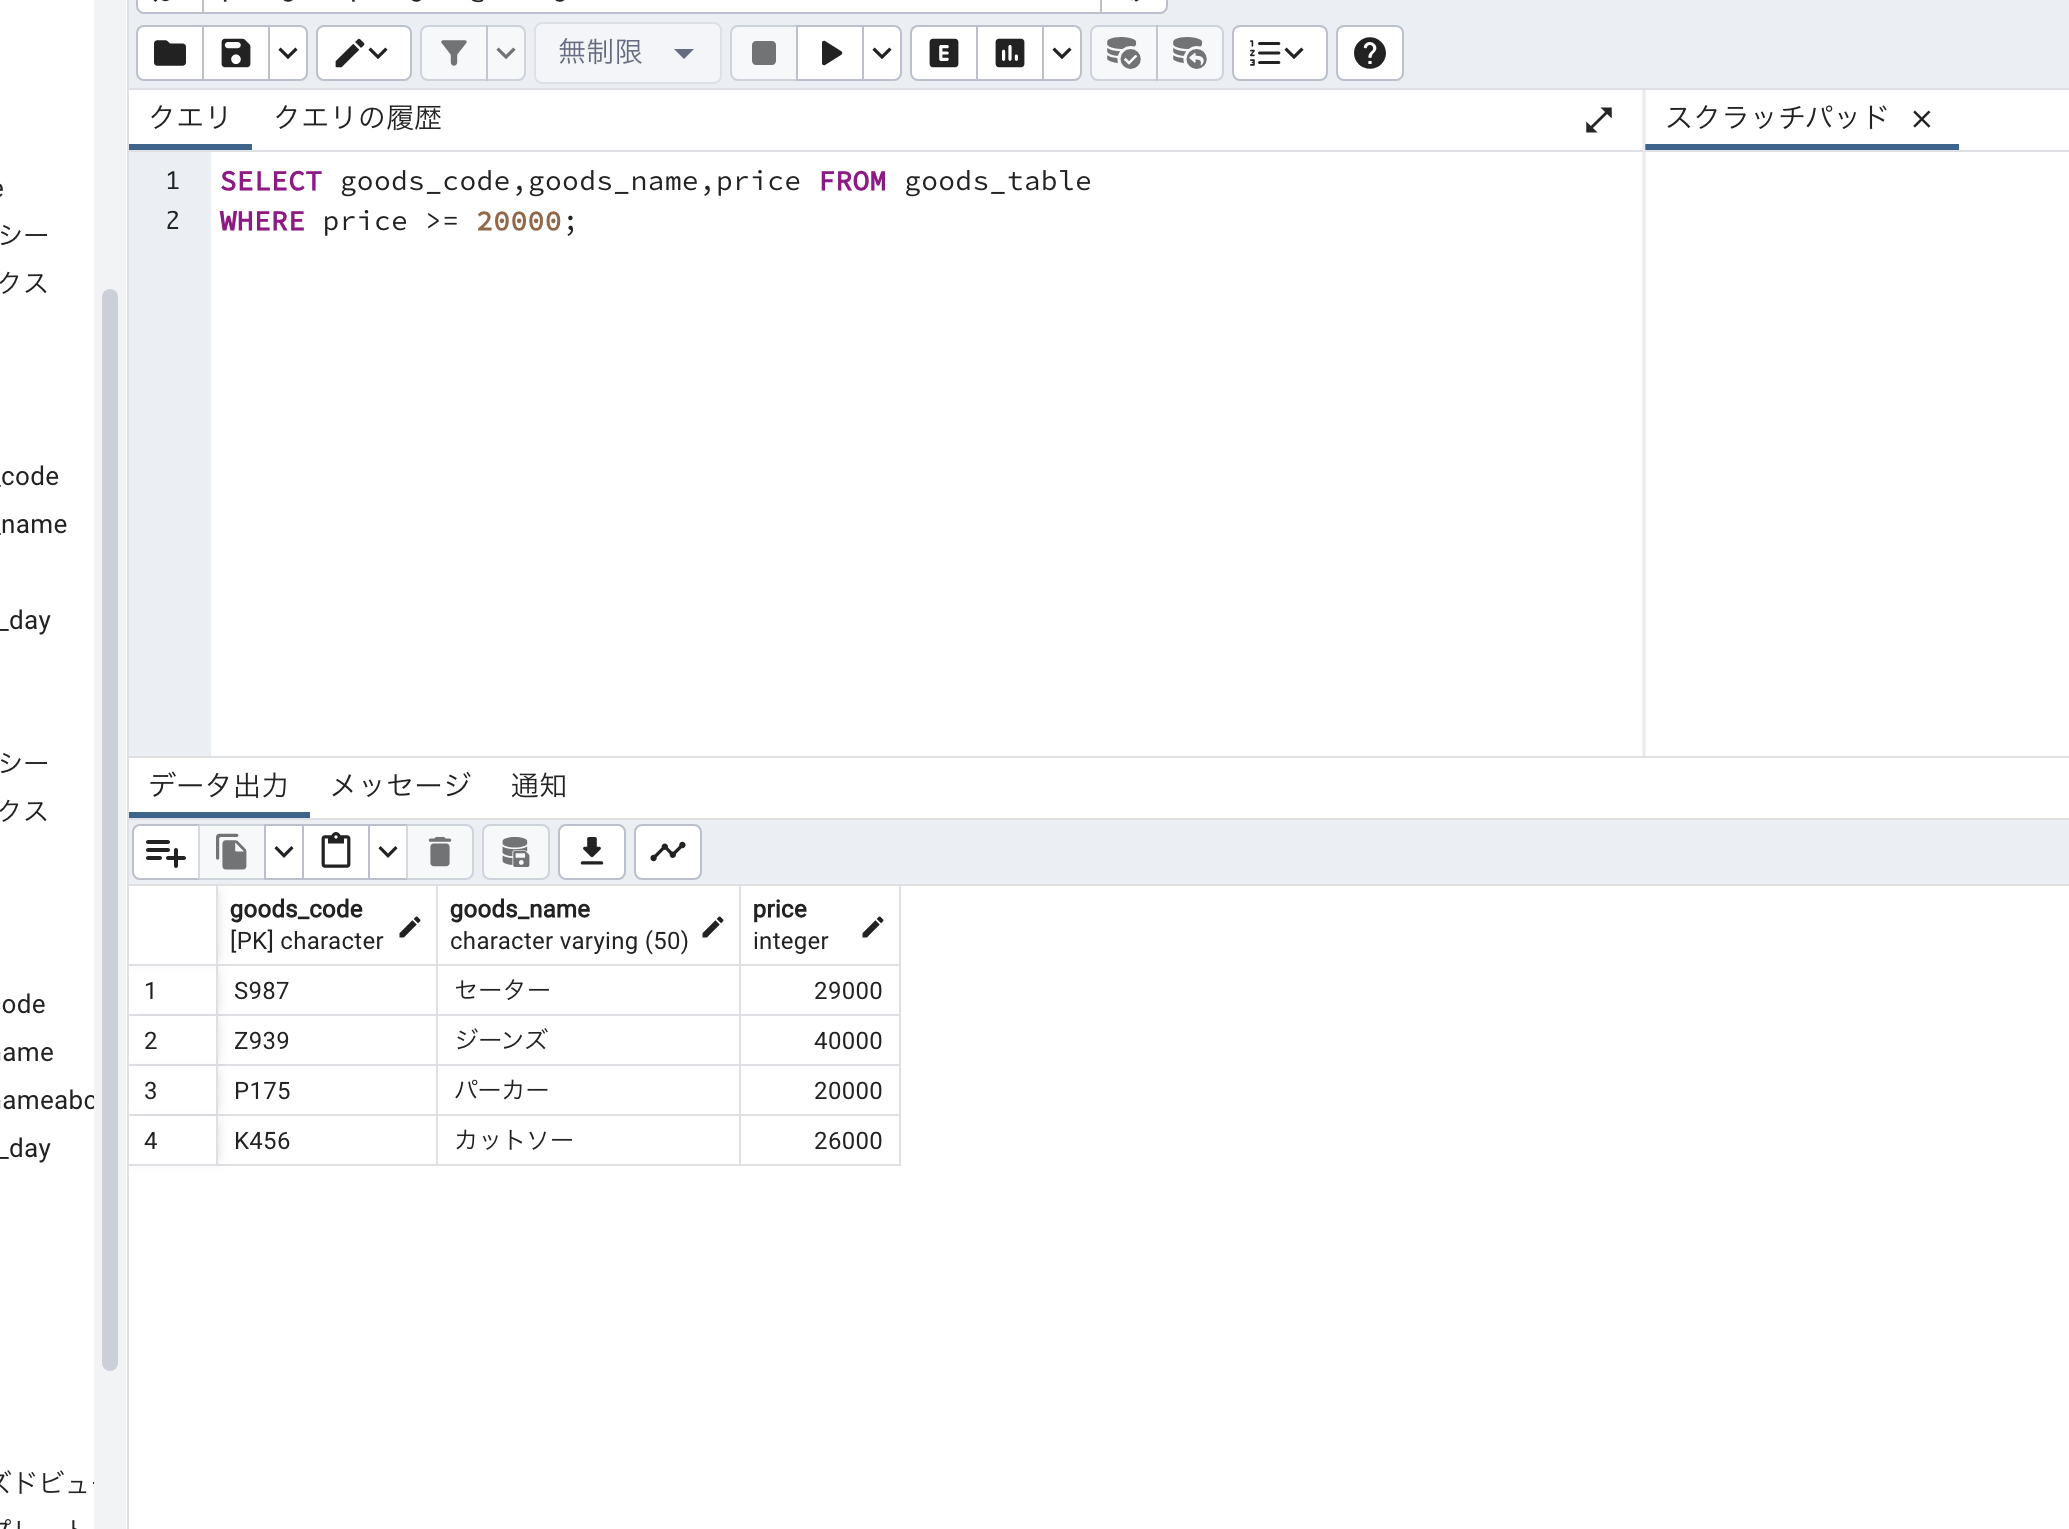 無制限
クエリ クエリの履歴 スクラッチパッド
1 SELECT goods_code,goods_name,price FROM goods_table
2 WHERE price >= 20000;
シー
クス
_code
_name
_day
シー
クス
ode
ame
ameabc
_day
ズドビュー
データ出力 メッセージ 通知
goods_code goods_name price
[PK] character character varying (50) integer
1 S987 セーター 29000
2 Z939 ジーンズ 40000
3 P175 パーカー 20000
4 K456 カットソー 26000